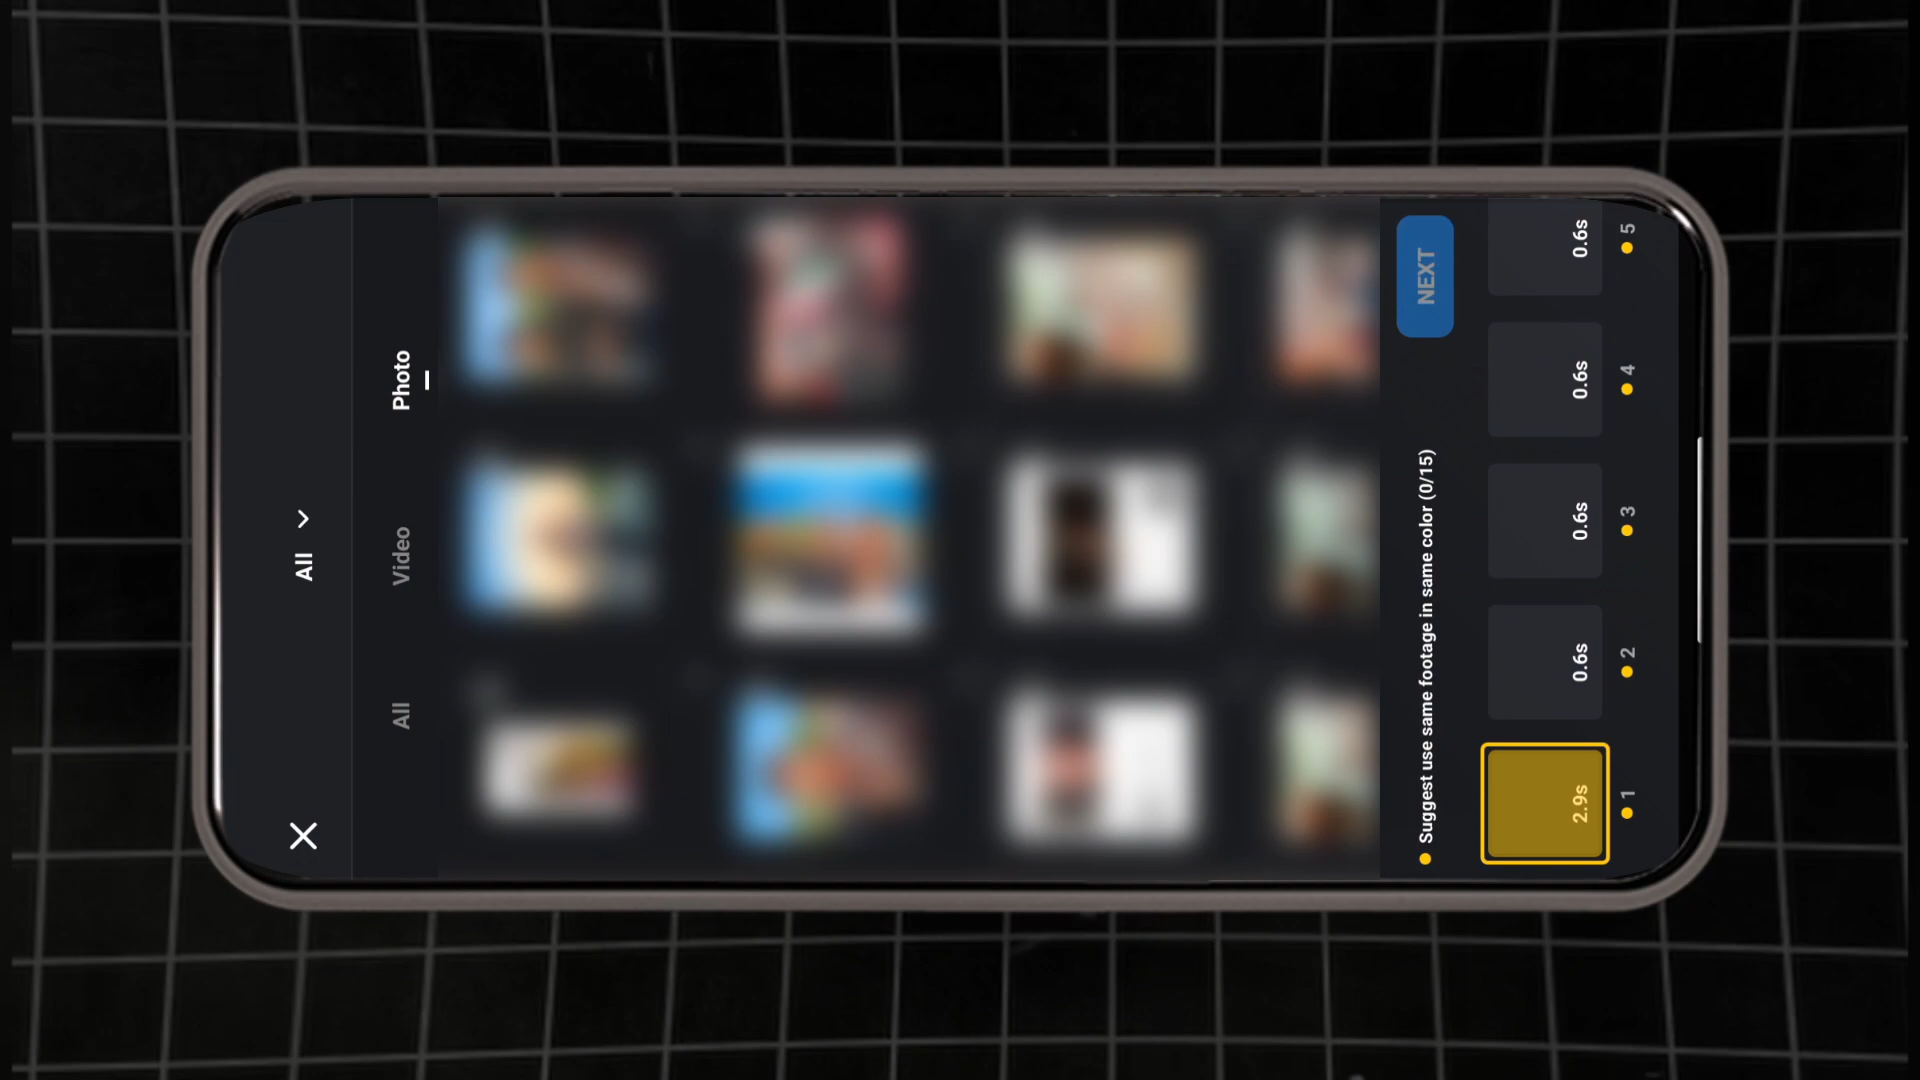 All
All
Video
Photo
Suggest use same footage in same color (0/15)
NEXT
2.9s
0.6s
0.6s
0.6s
0.6s
1
2
3
4
5